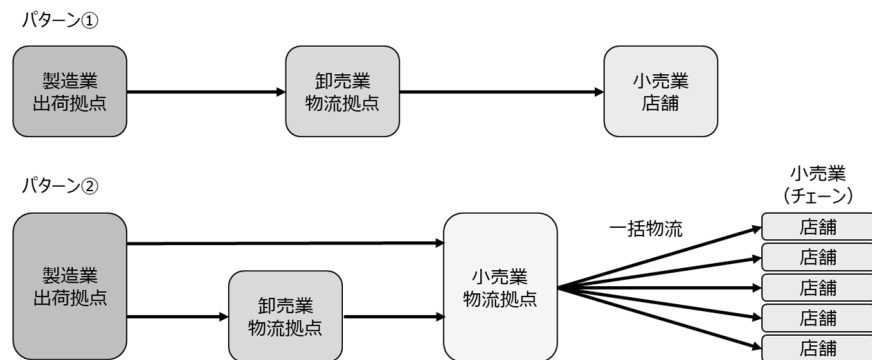 パターン①
製造業
出荷拠点
卸売業
物流拠点
小売業
店舗
パターン②
製造業
出荷拠点
卸売業
物流拠点
小売業
物流拠点
一括物流
小売業
（チェーン）
店舗
店舗
店舗
店舗
店舗